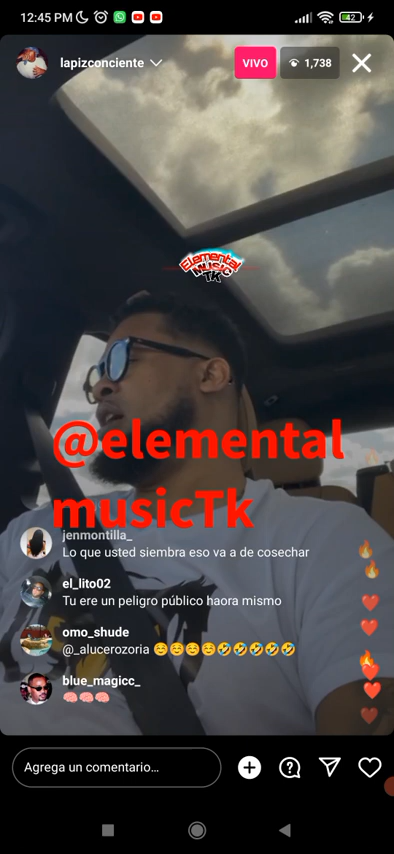 12:45 PM
42
lapizconciente
VIVO
1,738
Elemental
MUSIC
TK
@elemental
musicTk
jenmontilla_
Lo que usted siembra eso va a de cosechar
el_lito02
Tu ere un peligro público haora mismo
omo_shude
@_alucerozoria ☺️☺️☺️☺️🤣🤣🤣🤣🤣
blue_magicc_
🧠🧠🧠
Agrega un comentario...